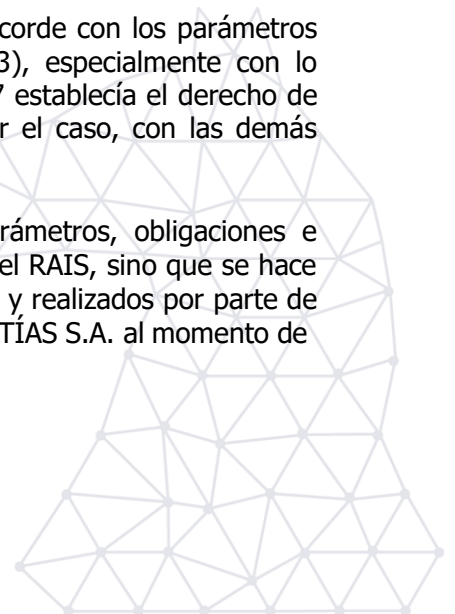 corde con los parámetros
3), especialmente con lo
7 establecía el derecho de
r el caso, con las demás
rámetros, obligaciones e
el RAIS, sino que se hace
y realizados por parte de
TÍAS S.A. al momento de